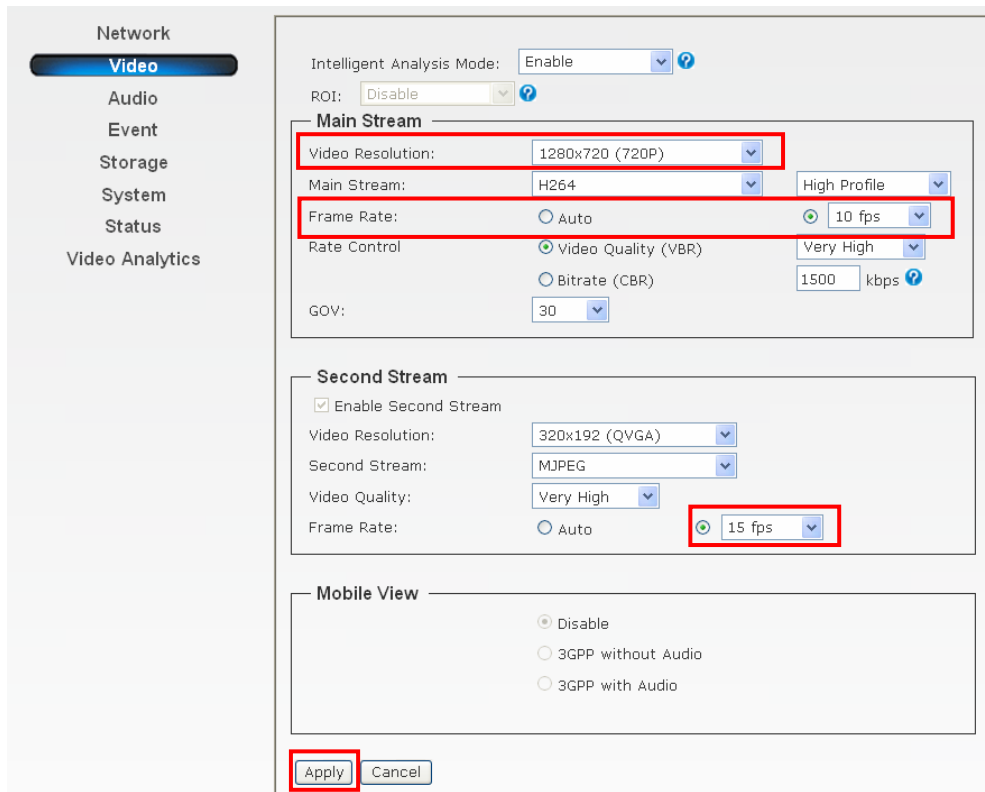 Network
Video
Audio
Event
Storage
System
Status
Video Analytics
Intelligent Analysis Mode: Enable
ROI: Disable
Main Stream
Video Resolution: 1280x720 (720P)
Main Stream: H264 High Profile
Frame Rate: Auto 10 fps
Rate Control Video Quality (VBR) Very High
Bitrate (CBR) 1500 kbps
GOV: 30
Second Stream
Enable Second Stream
Video Resolution: 320x192 (QVGA)
Second Stream: MJPEG
Video Quality: Very High
Frame Rate: Auto 15 fps
Mobile View
Disable
3GPP without Audio
3GPP with Audio
Apply Cancel